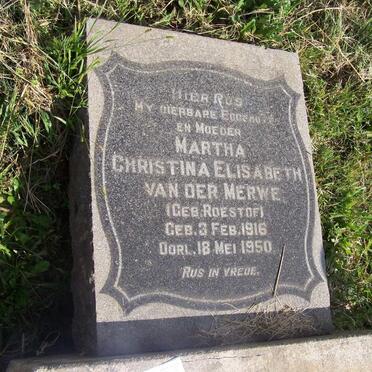 HIER RUS
MY DIERBARE EGGENOTE
EN MOEDER
MARTHA
CHRISTINA ELISABETH
VAN DER MERWE
(GEB. ROESTOF)
GEB. 3 FEB. 1916
OORL. 18 MEI 1950
RUS IN VREDE.